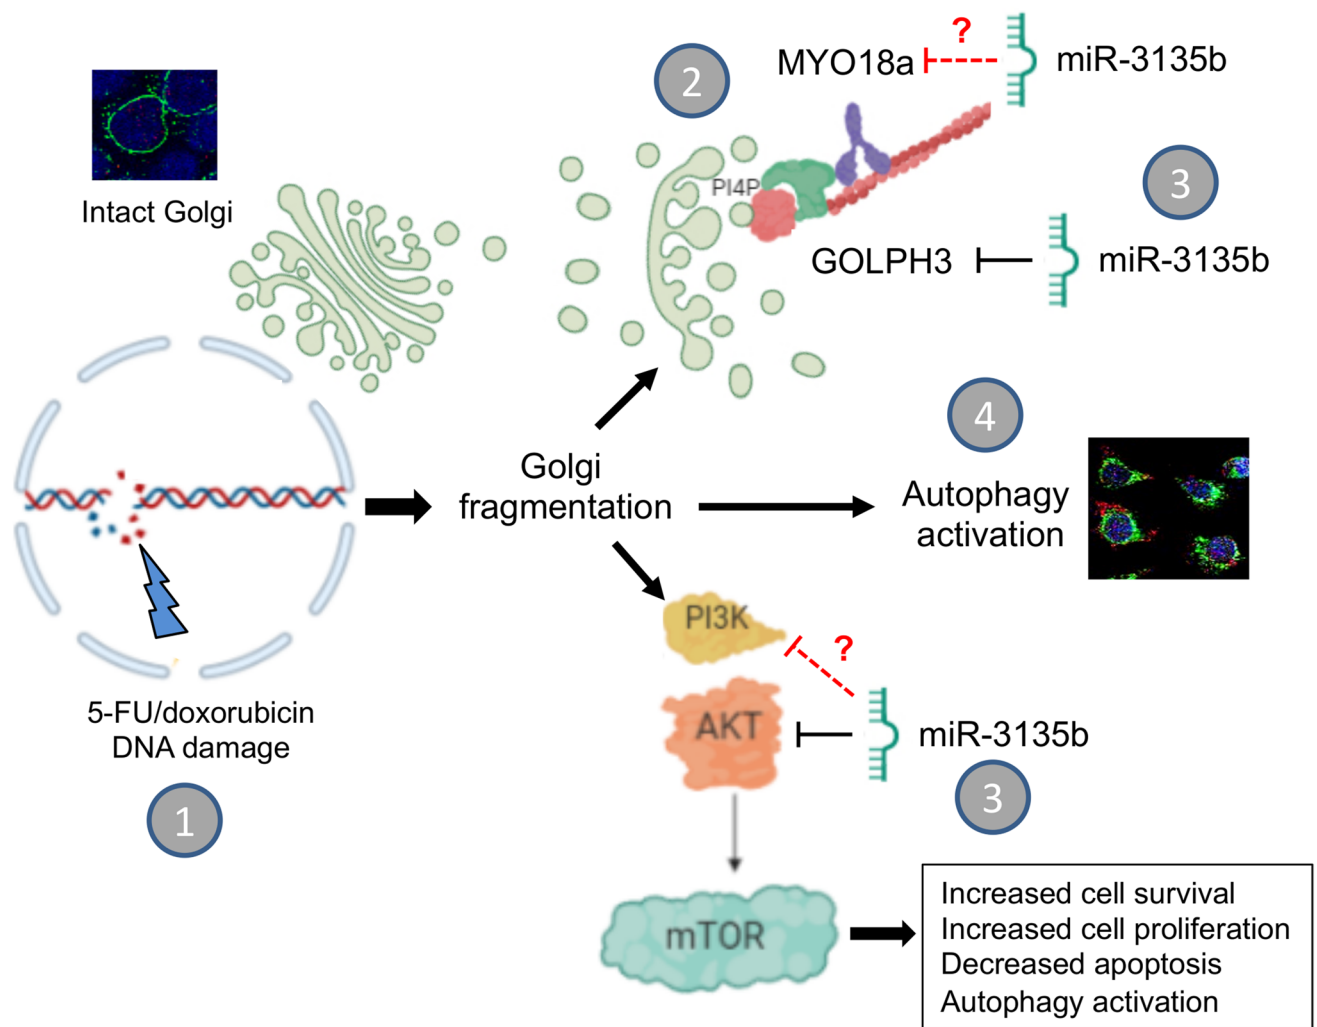 2
MYO18a
?
miR-3135b
Intact Golgi
PI4P
3
GOLPH3
miR-3135b
4
Golgi
fragmentation
Autophagy
activation
PI3K
?
AKT
miR-3135b
3
5-FU/doxorubicin
DNA damage
1
mTOR
Increased cell survival
Increased cell proliferation
Decreased apoptosis
Autophagy activation